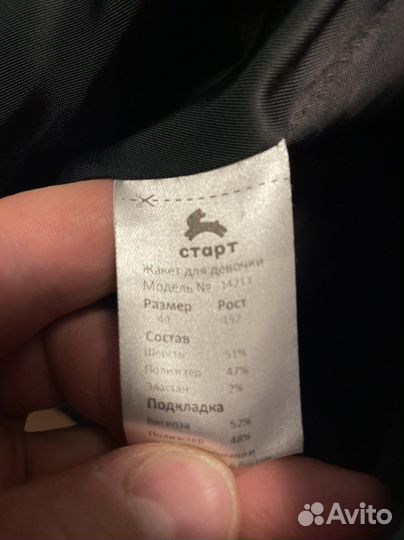 старт
Жакет для девочки
Модель № 14213
Размер Рост
40 152
Состав
Шерсть 51%
Полиэстер 47%
Эластан 2%
Подкладка
Вискоза 52%
Полиэстер 48%
Avito